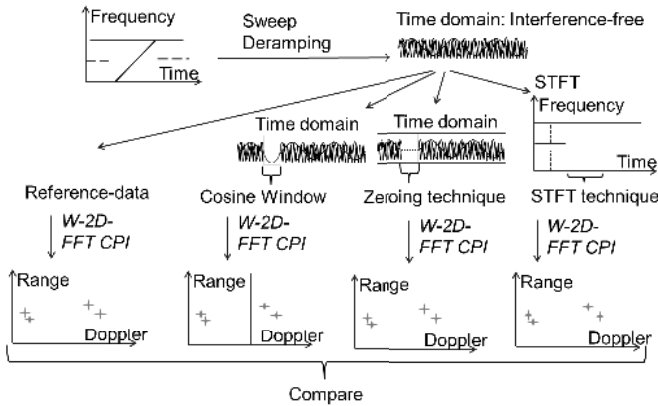 Frequency
Time
Sweep
Deramping
Time domain: Interference-free
STFT
Frequency
Time
Time domain
Time domain
Reference-data
Cosine Window
Zeroing technique
STFT technique
W-2D-
FFT CPI
W-2D-
FFT CPI
W-2D-
FFT CPI
W-2D-
FFT CPI
Range
Doppler
Range
Doppler
Range
Doppler
Range
Doppler
Compare